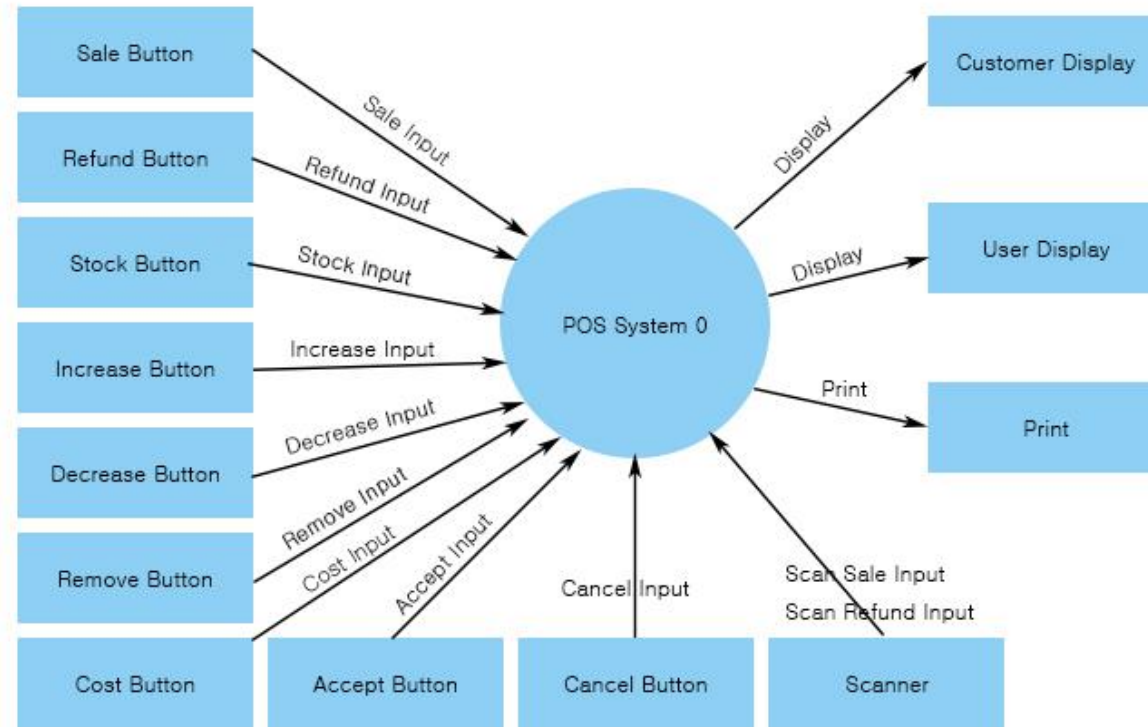 Sale Button
Customer Display
Sale Input
Display
Refund Button
Refund Input
Stock Button
Stock Input
Display
User Display
POS System 0
Increase Button
Increase Input
Print
Print
Decrease Button
Decrease Input
Remove Button
Remove Input
Cost Input
Accept Input
Cancel Input
Scan Sale Input
Scan Refund Input
Cost Button
Accept Button
Cancel Button
Scanner